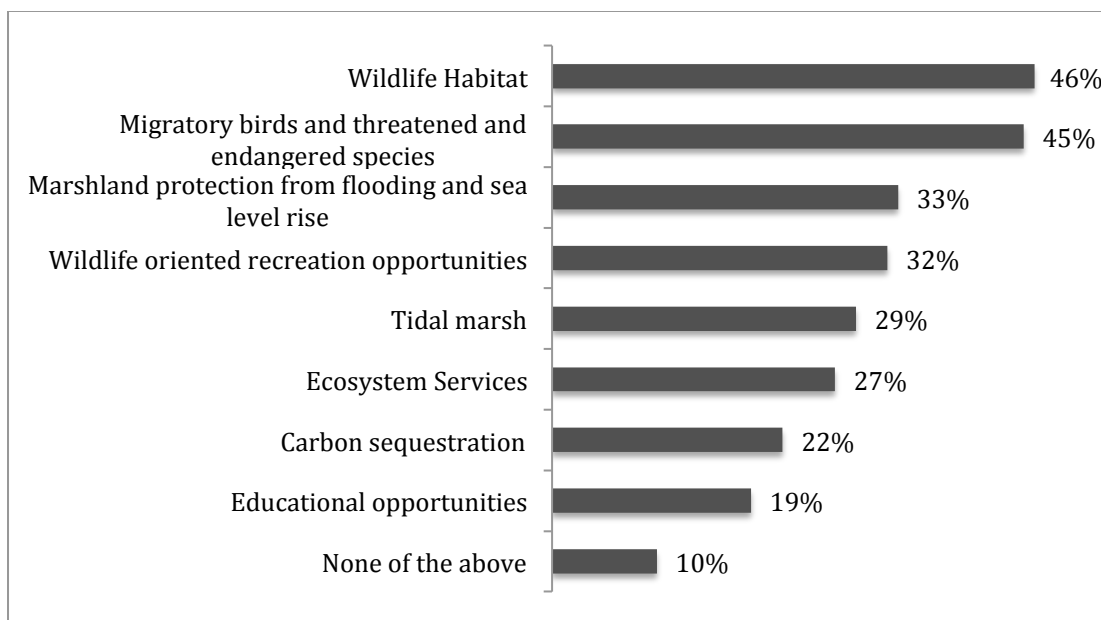 Wildlife Habitat 46%
Migratory birds and threatened and
endangered species 45%
Marshland protection from flooding and sea
level rise 33%
Wildlife oriented recreation opportunities 32%
Tidal marsh 29%
Ecosystem Services 27%
Carbon sequestration 22%
Educational opportunities 19%
None of the above 10%